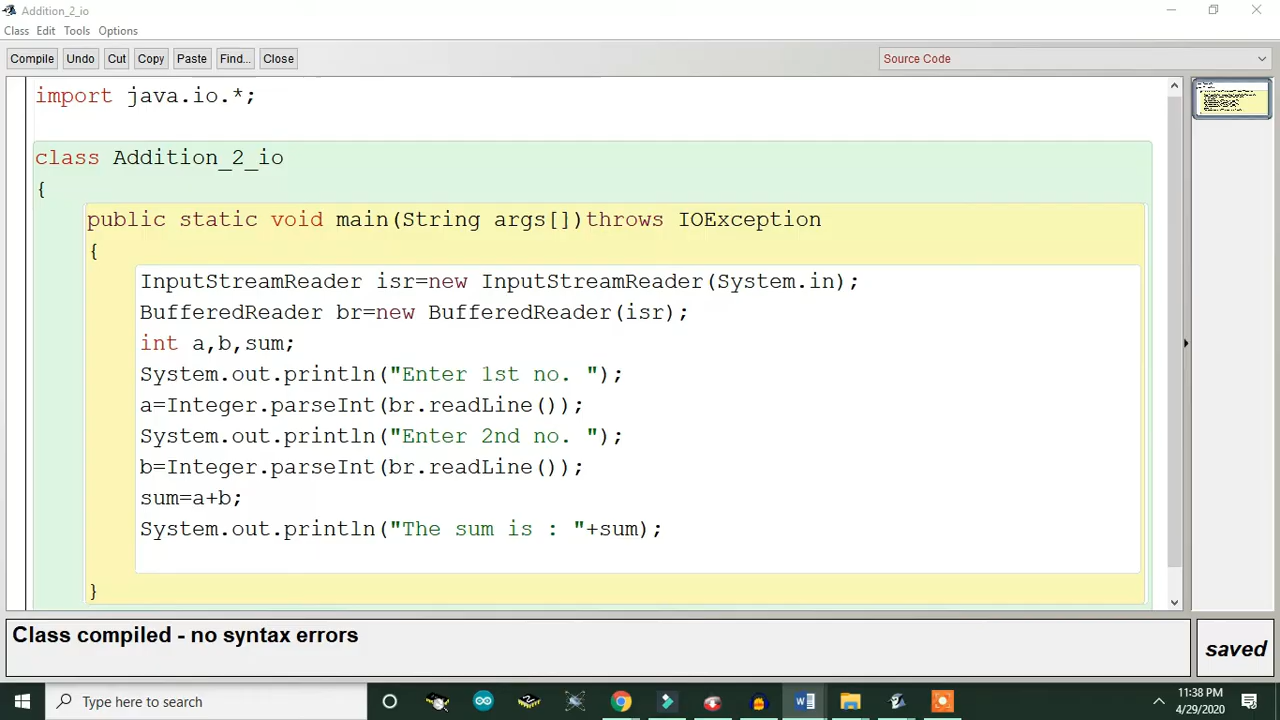 Addition_2_io
Class Edit Tools Options
Compile Undo Cut Copy Paste Find... Close Source Code
import java.io.*;
class Addition_2_io
{
public static void main(String args[])throws IOException
{
InputStreamReader isr=new InputStreamReader(System.in);
BufferedReader br=new BufferedReader(isr);
int a,b,sum;
System.out.println("Enter 1st no. ");
a=Integer.parseInt(br.readLine());
System.out.println("Enter 2nd no. ");
b=Integer.parseInt(br.readLine());
sum=a+b;
System.out.println("The sum is : "+sum);
}
Class compiled - no syntax errors
saved
Type here to search
11:38 PM
4/29/2020